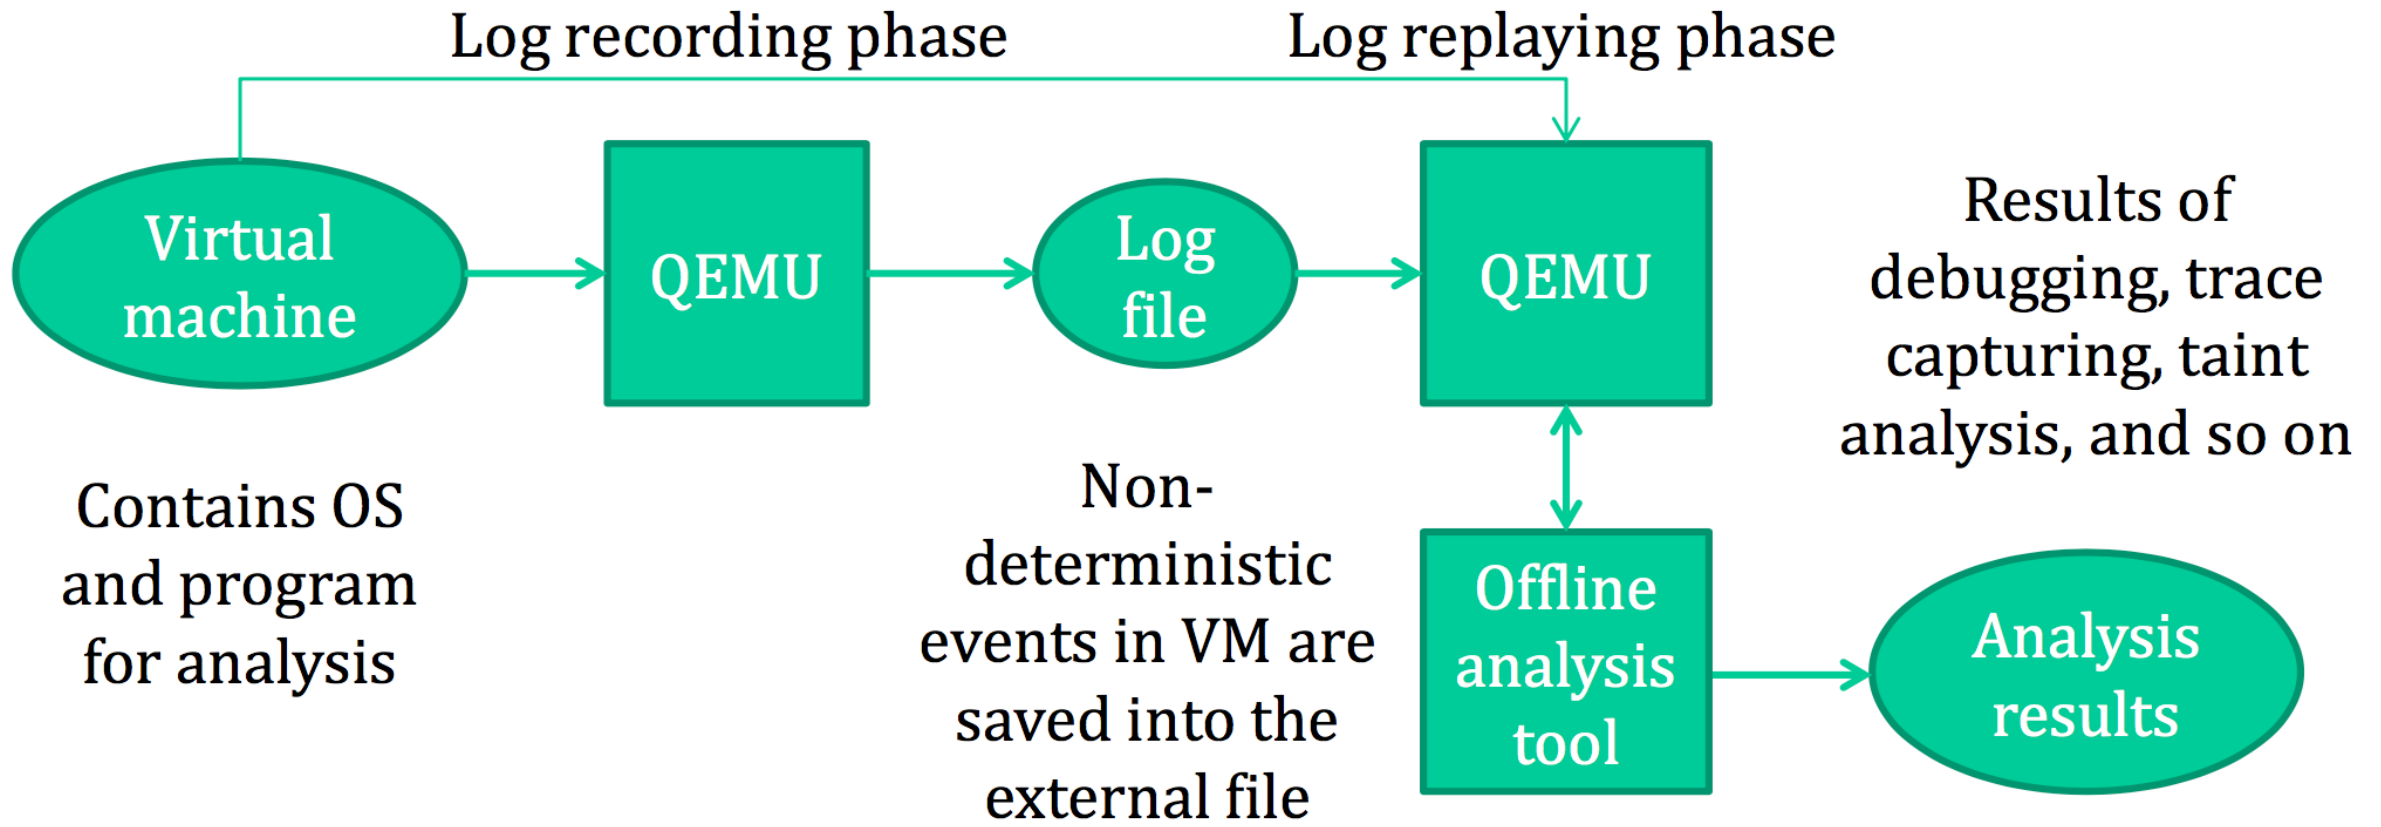 Log recording phase
Log replaying phase
Virtual
machine
QEMU
Log
file
QEMU
Results of
debugging, trace
capturing, taint
analysis, and so on
Contains OS
and program
for analysis
Non-
deterministic
events in VM are
saved into the
external file
Offline
analysis
tool
Analysis
results